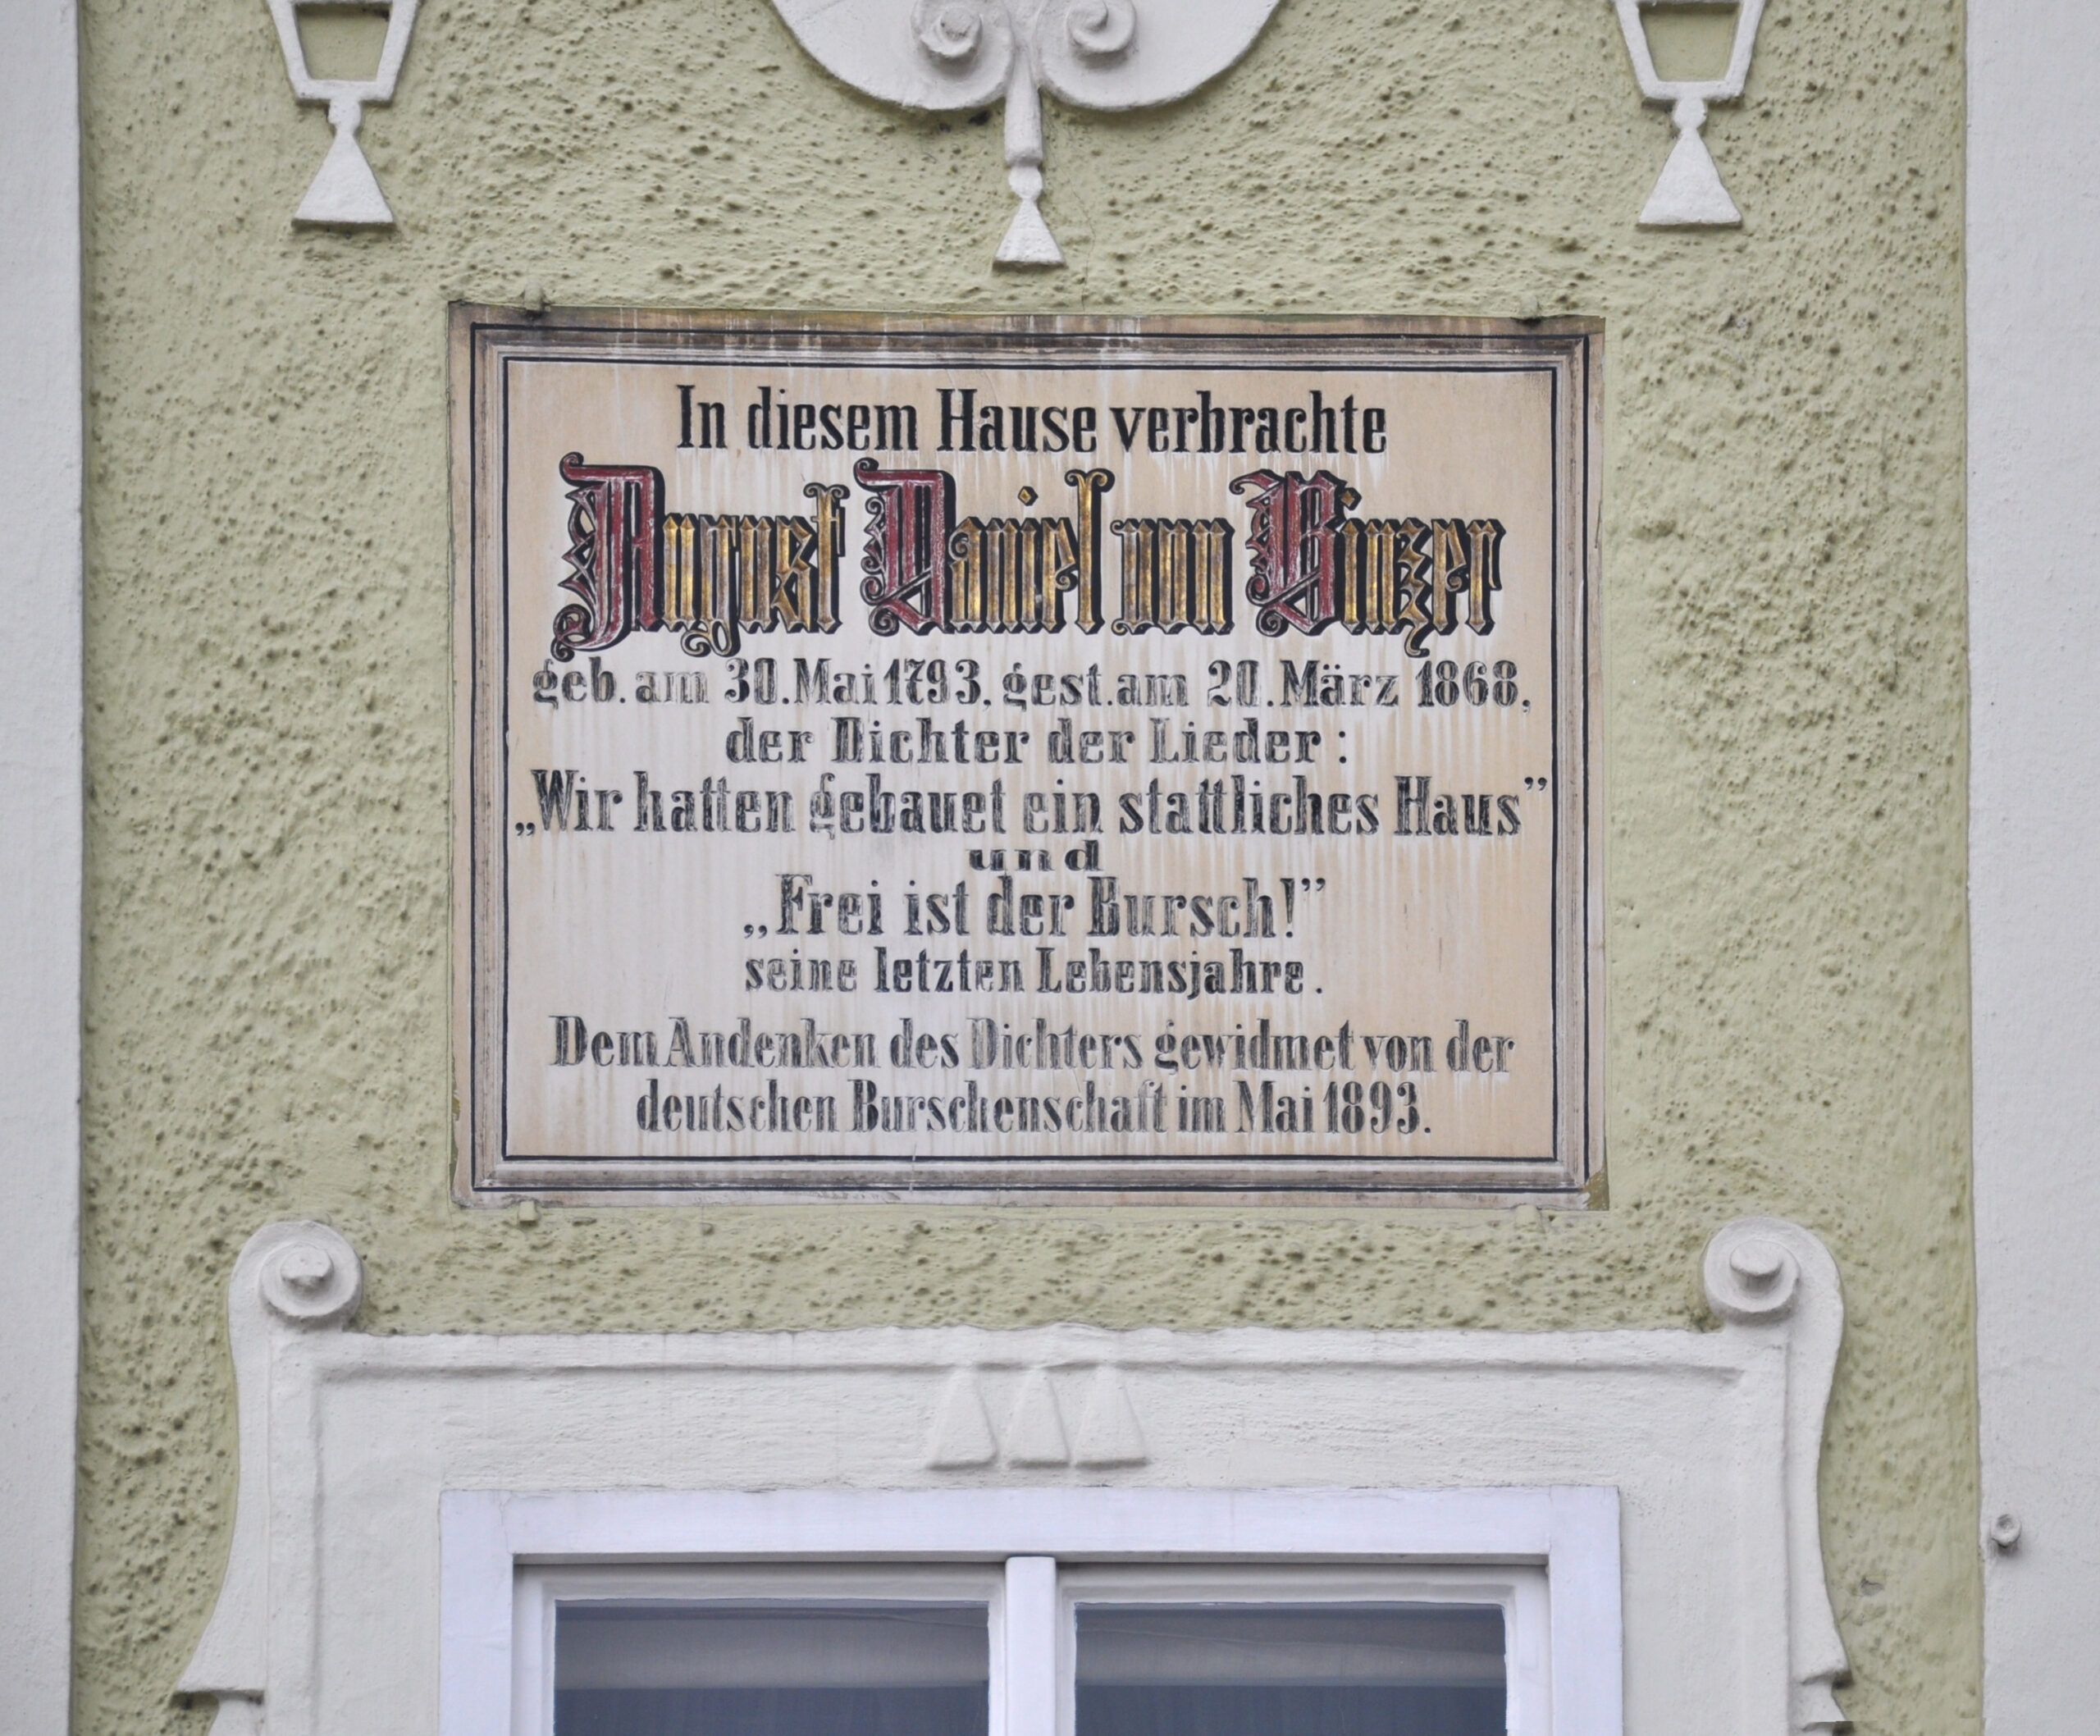 In diesem Hause verbrachte
August Daniel von Binzer
geb. am 30. Mai 1793, gest. am 20. März 1868,
der Dichter der Lieder:
„Wir hatten gebauet ein stattliches Haus”
und
„Frei ist der Bursch!”
seine letzten Lebensjahre.
Dem Andenken des Dichters gewidmet von der
deutschen Burschenschaft im Mai 1893.